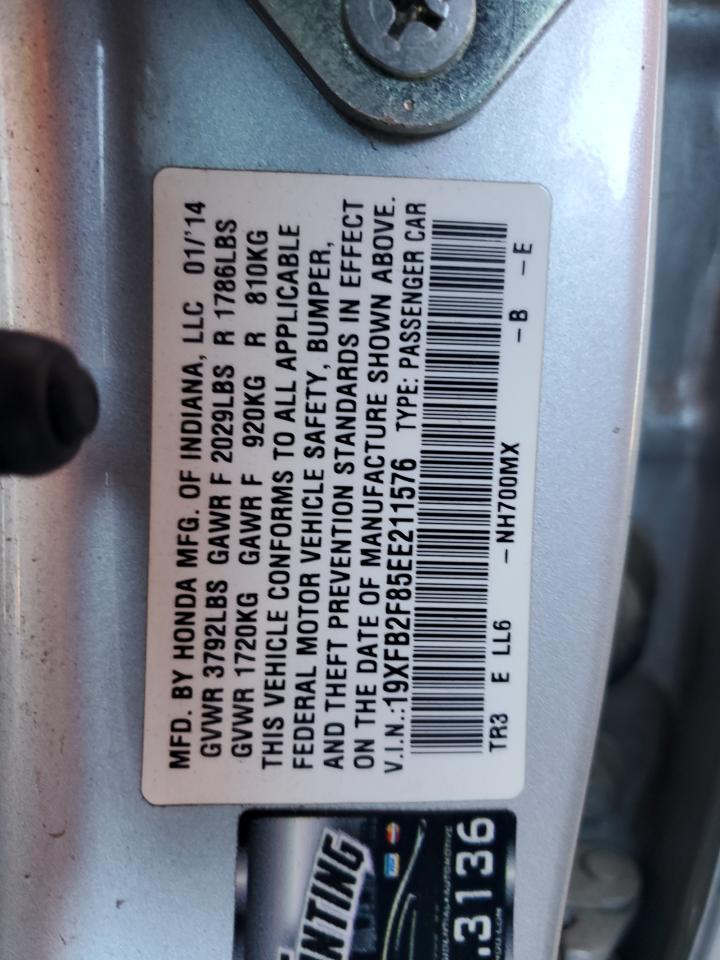 MFD. BY HONDA MFG. OF INDIANA, LLC 01/'14
GVWR 3792LBS GAWR F 2029LBS R 1786LBS
GVWR 1720KG GAWR F 920KG R 810KG
THIS VEHICLE CONFORMS TO ALL APPLICABLE
FEDERAL MOTOR VEHICLE SAFETY, BUMPER,
AND THEFT PREVENTION STANDARDS IN EFFECT
ON THE DATE OF MANUFACTURE SHOWN ABOVE.
V.I.N.:19XFB2F85EE211576 TYPE: PASSENGER CAR
TR3 E LL6 -NH700MX -B -E
.3136